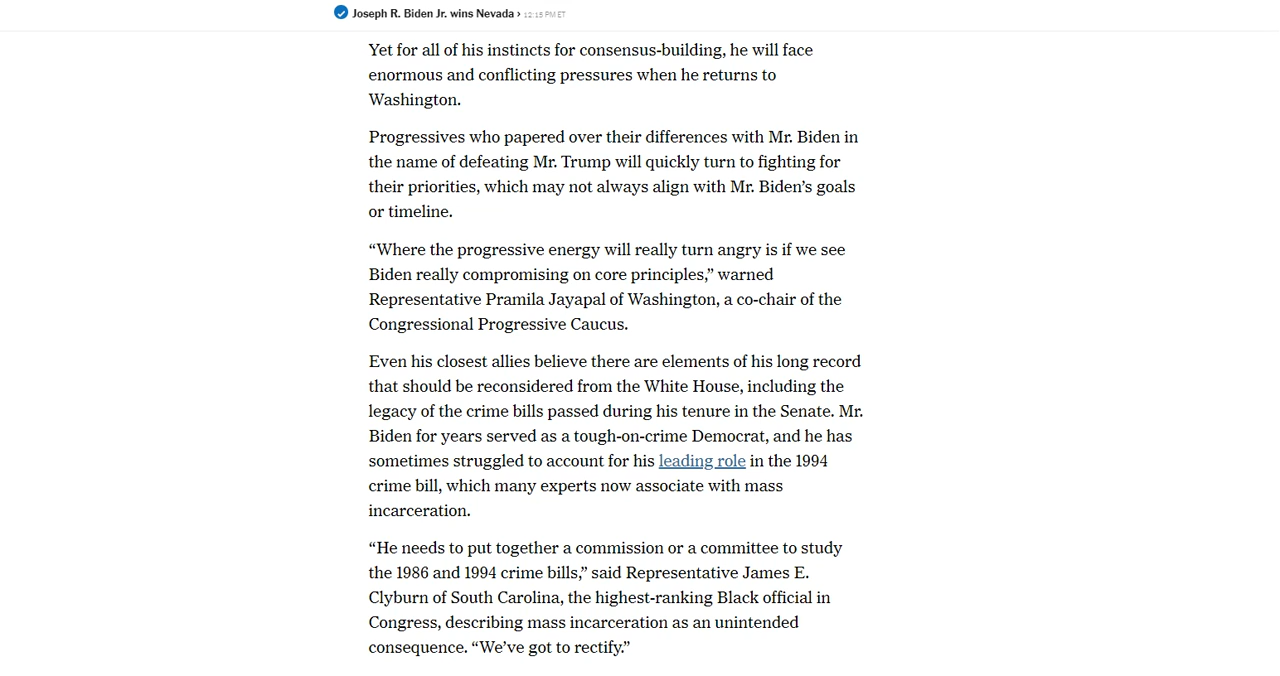 Joseph R. Biden Jr. wins Nevada › 12:15 PM ET
Yet for all of his instincts for consensus-building, he will face
enormous and conflicting pressures when he returns to
Washington.
Progressives who papered over their differences with Mr. Biden in
the name of defeating Mr. Trump will quickly turn to fighting for
their priorities, which may not always align with Mr. Biden’s goals
or timeline.
“Where the progressive energy will really turn angry is if we see
Biden really compromising on core principles,” warned
Representative Pramila Jayapal of Washington, a co-chair of the
Congressional Progressive Caucus.
Even his closest allies believe there are elements of his long record
that should be reconsidered from the White House, including the
legacy of the crime bills passed during his tenure in the Senate. Mr.
Biden for years served as a tough-on-crime Democrat, and he has
sometimes struggled to account for his leading role in the 1994
crime bill, which many experts now associate with mass
incarceration.
“He needs to put together a commission or a committee to study
the 1986 and 1994 crime bills,” said Representative James E.
Clyburn of South Carolina, the highest-ranking Black official in
Congress, describing mass incarceration as an unintended
consequence. “We’ve got to rectify.”